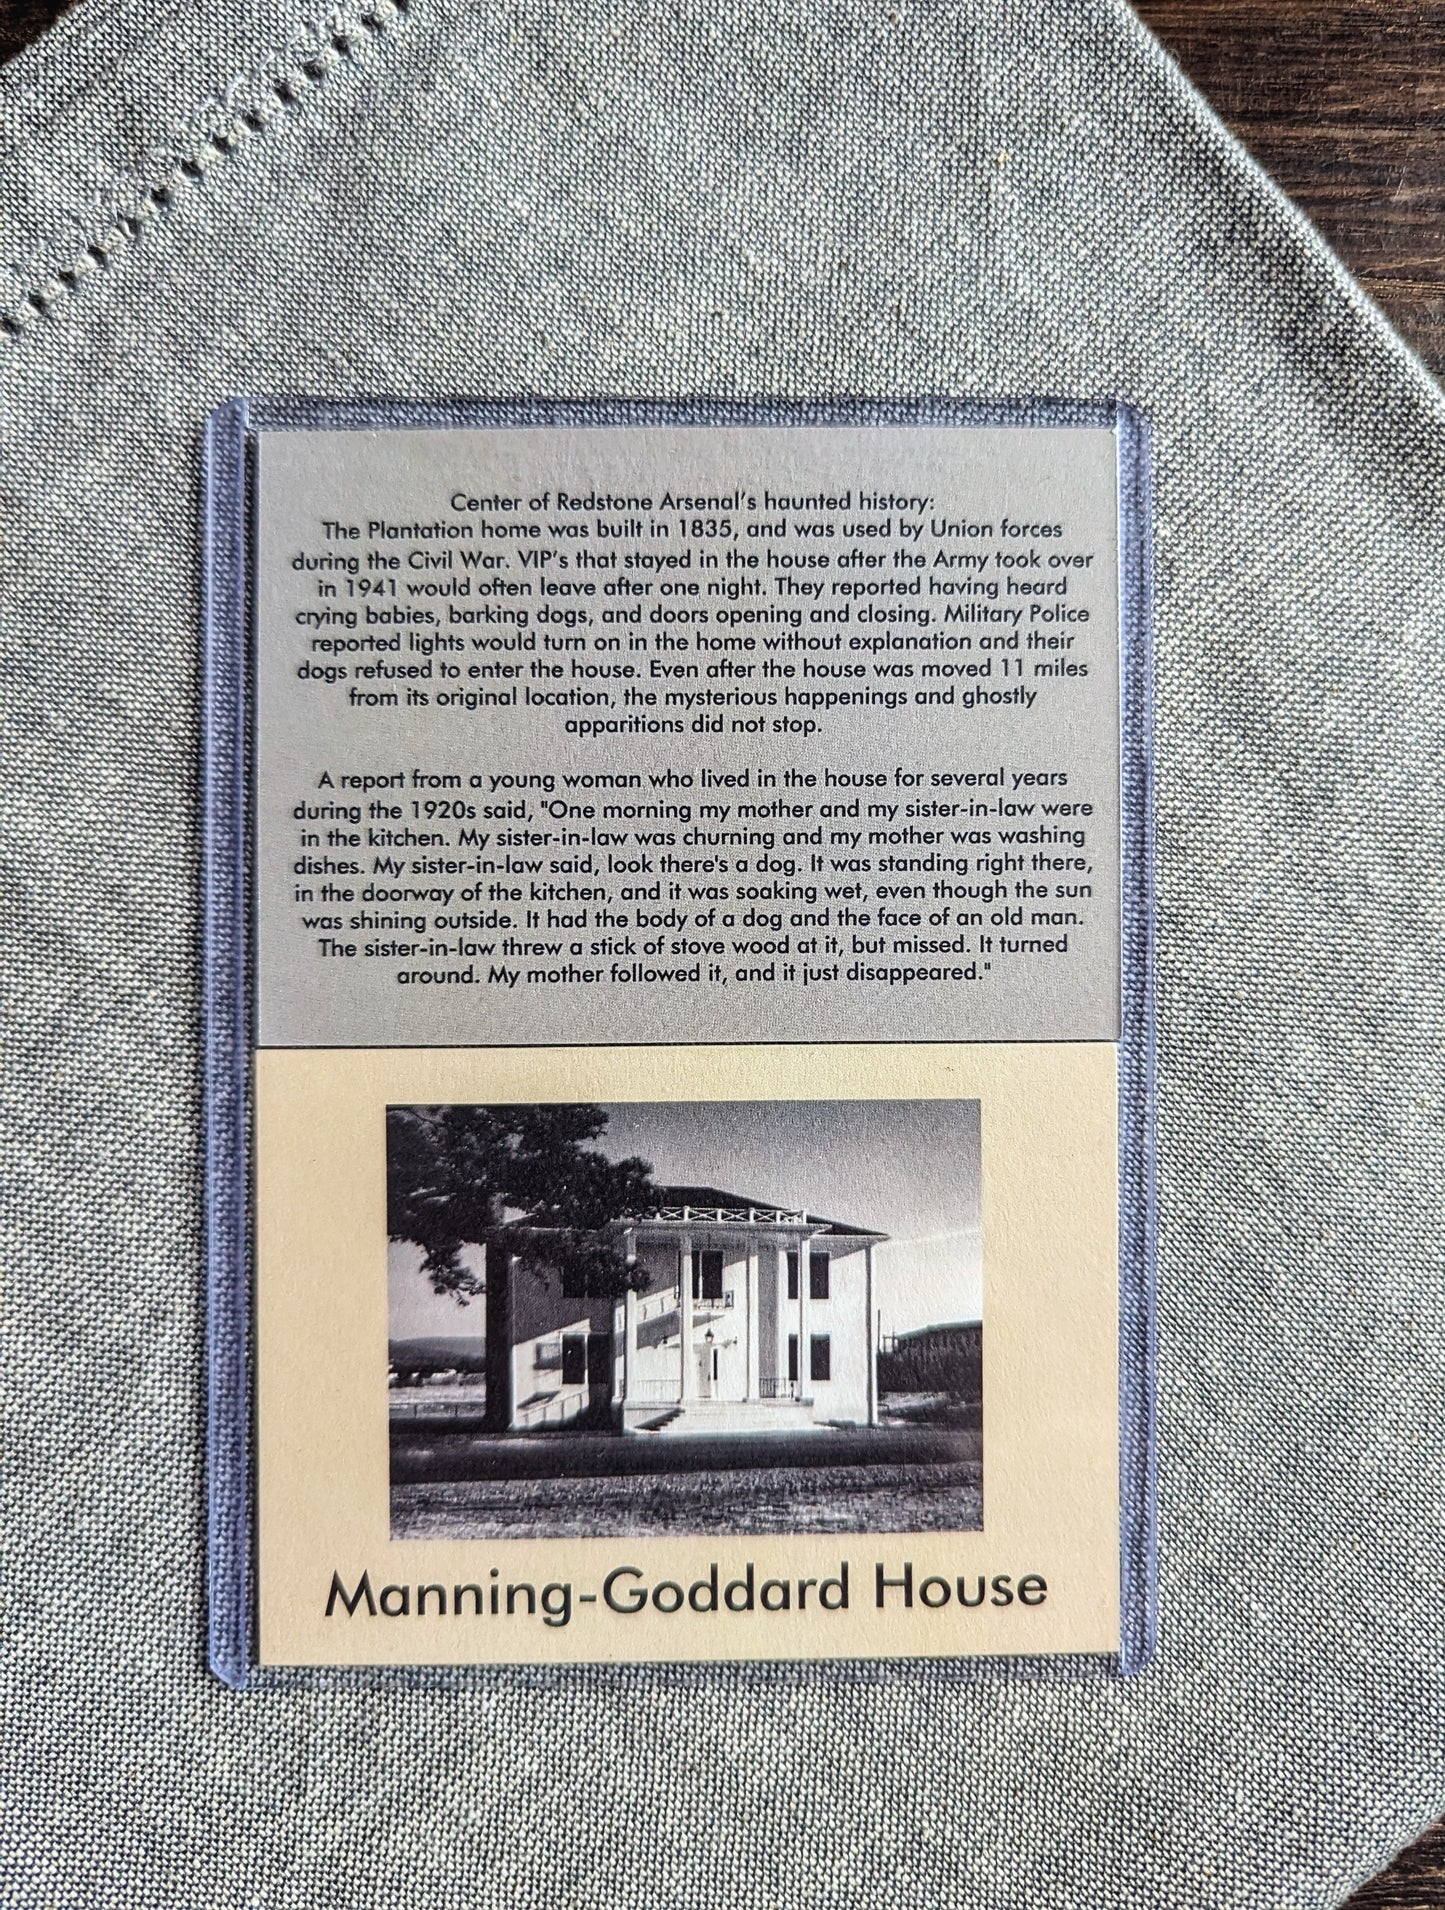 Center of Redstone Arsenal's haunted history:
The Plantation home was built in 1835, and was used by Union forces
during the Civil War. VIP's that stayed in the house after the Army took over
in 1941 would often leave after one night. They reported having heard
crying babies, barking dogs, and doors opening and closing. Military Police
reported lights would turn on in the home without explanation and their
dogs refused to enter the house. Even after the house was moved 11 miles
from its original location, the mysterious happenings and ghostly
apparitions did not stop.
A report from a young woman who lived in the house for several years
during the 1920s said, "One morning my mother and my sister-in-law were
in the kitchen. My sister-in-law was churning and my mother was washing
dishes. My sister-in-law said, look there's a dog. It was standing right there,
in the doorway of the kitchen, and it was soaking wet, even though the sun
was shining outside. It had the body of a dog and the face of an old man.
The sister-in-law threw a stick of stove wood at it, but missed. It turned
around. My mother followed it, and it just disappeared."
Manning-Goddard House